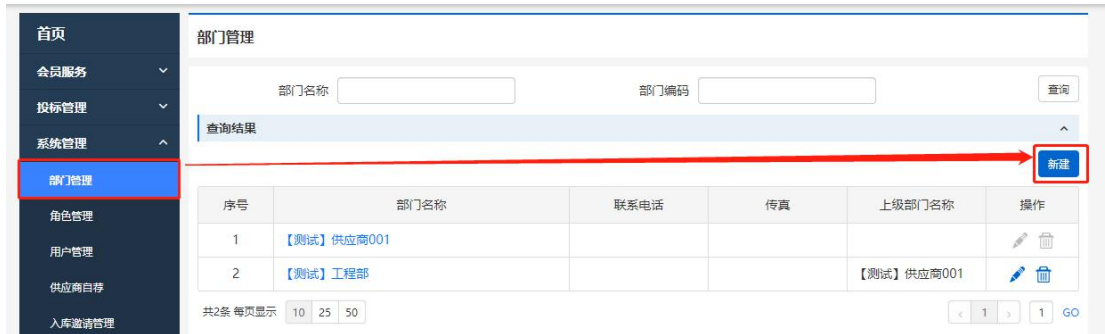 首页
会员服务
投标管理
系统管理
部门管理
角色管理
用户管理
供应商自荐
入库邀请管理
部门管理
部门名称 部门编码 查询
查询结果
新建
序号 部门名称 联系电话 传真 上级部门名称 操作
1 【测试】供应商001
2 【测试】工程部 【测试】供应商001
共2条 每页显示 10 25 50 1 1 GO